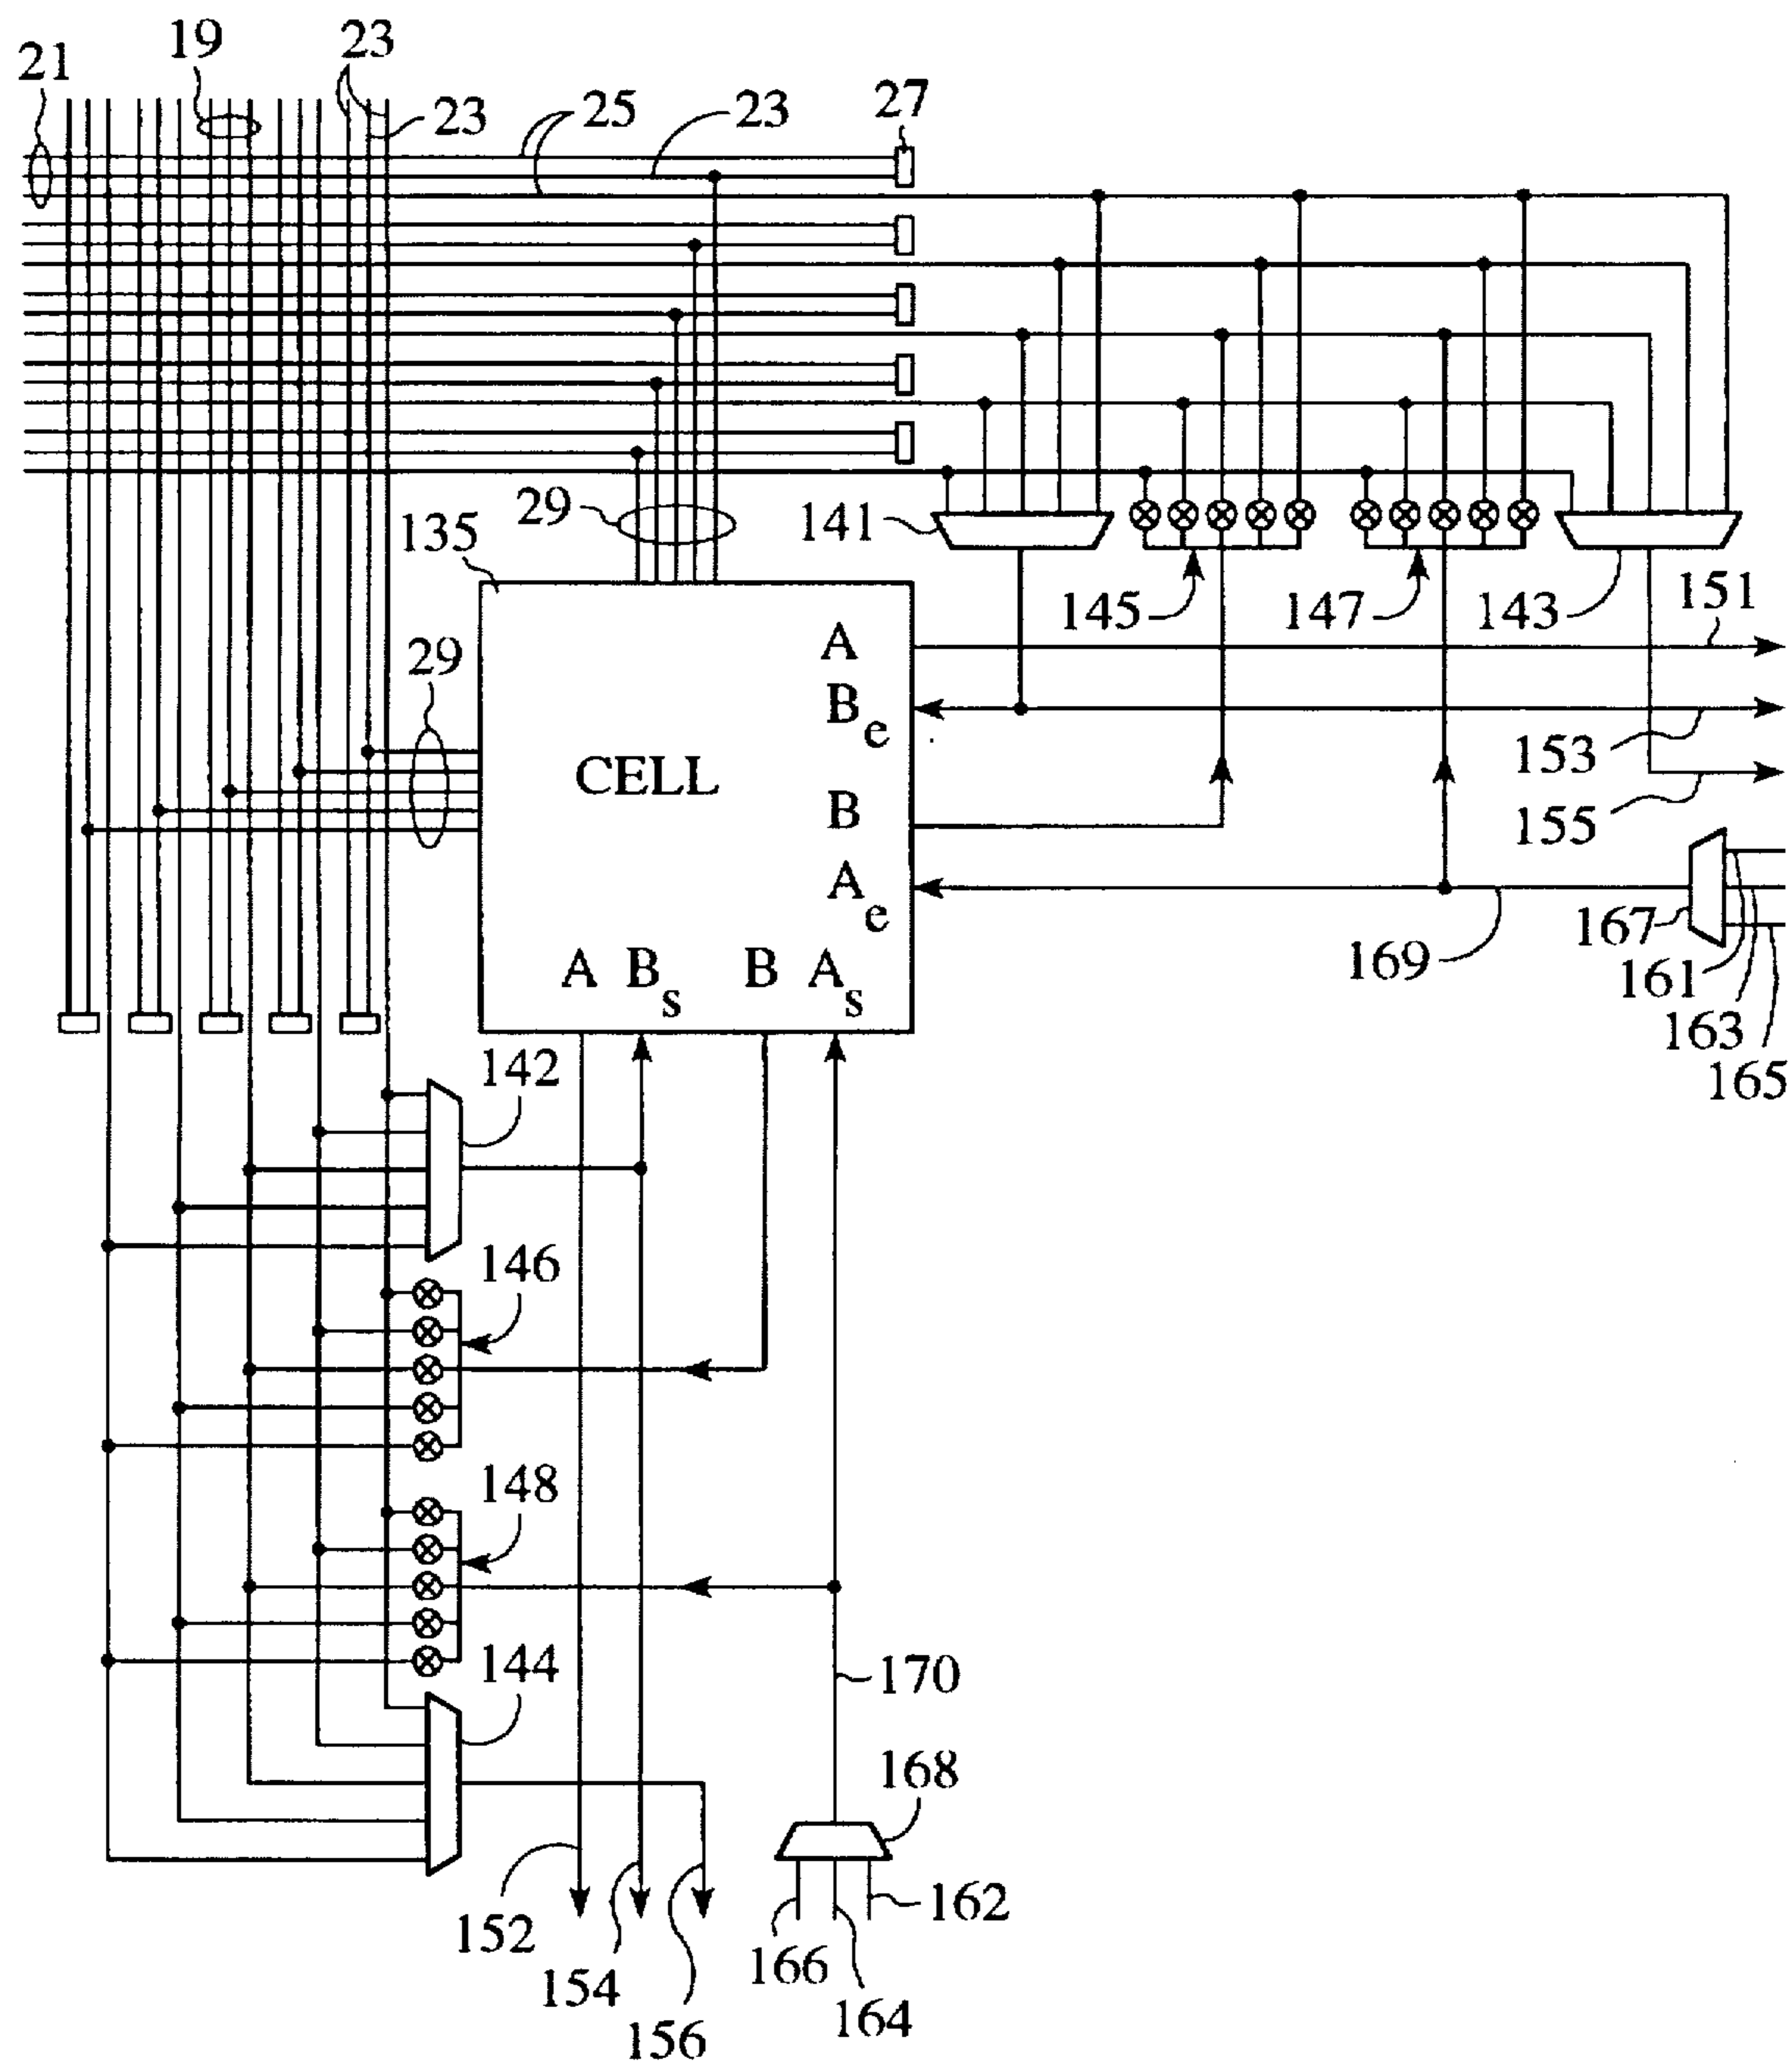 21 19 23
23 25 23 27
29 141
135 145 147 143 151
29 A
B
e
CELL 153
B 155
A
e 167
169 161
A B B A 163
s s 165
142
146
148
144 170
168
152 162
154 166
156 164